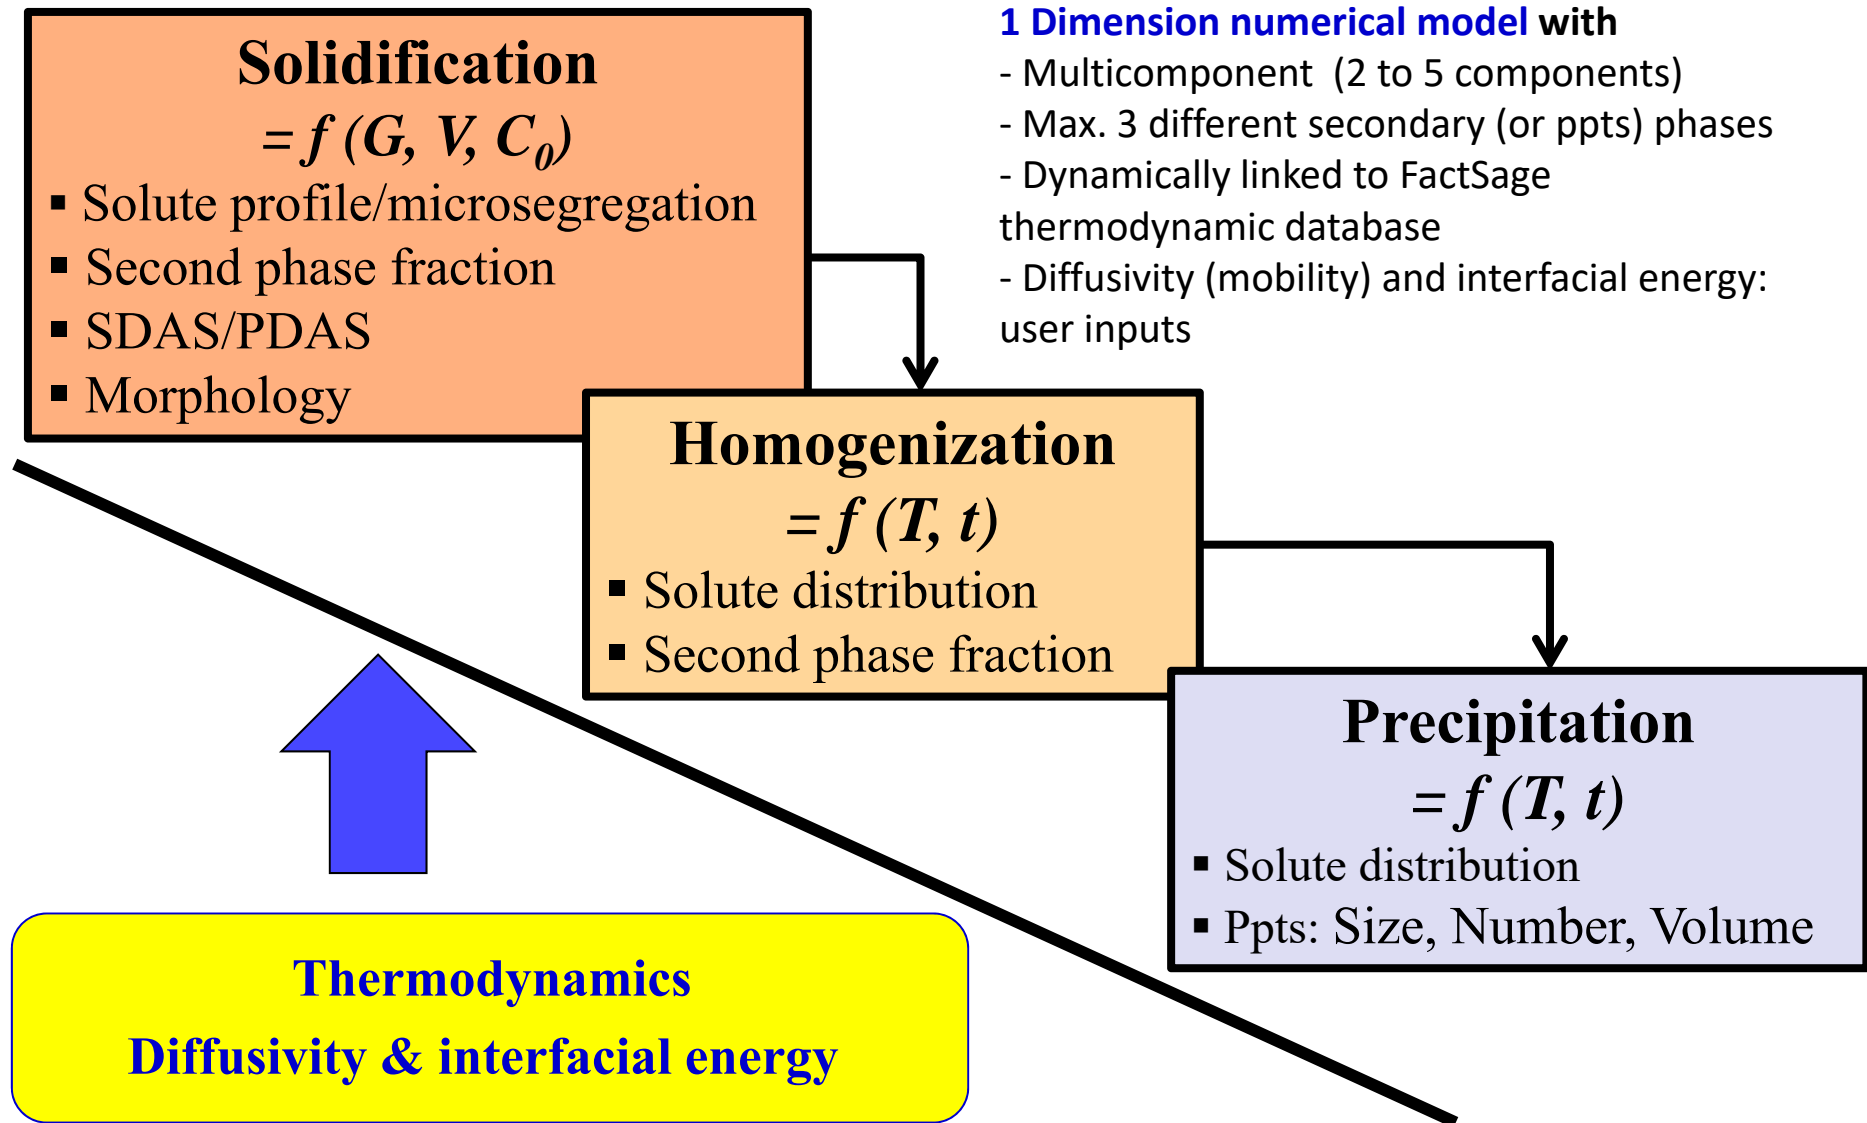 Solidification
= f (G, V, C0)
▪ Solute profile/microsegregation
▪ Second phase fraction
▪ SDAS/PDAS
▪ Morphology
1 Dimension numerical model with
- Multicomponent (2 to 5 components)
- Max. 3 different secondary (or ppts) phases
- Dynamically linked to FactSage
thermodynamic database
- Diffusivity (mobility) and interfacial energy:
user inputs
Homogenization
= f (T, t)
▪ Solute distribution
▪ Second phase fraction
Precipitation
= f (T, t)
▪ Solute distribution
▪ Ppts: Size, Number, Volume
Thermodynamics
Diffusivity & interfacial energy